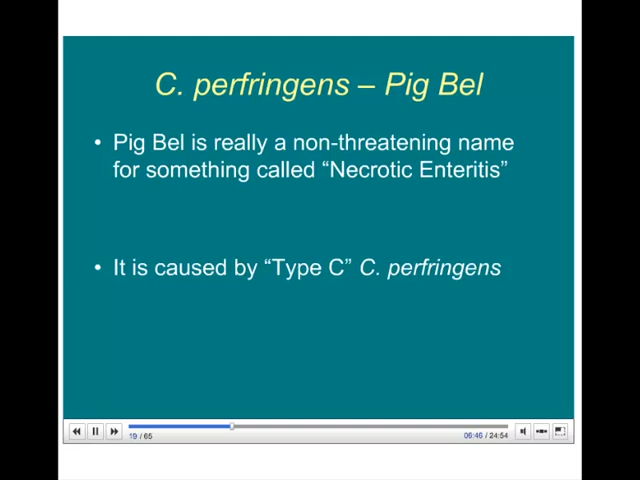 C. perfringens – Pig Bel
• Pig Bel is really a non-threatening name
for something called “Necrotic Enteritis”
• It is caused by “Type C” C. perfringens
19 / 65
06:46 / 24:54